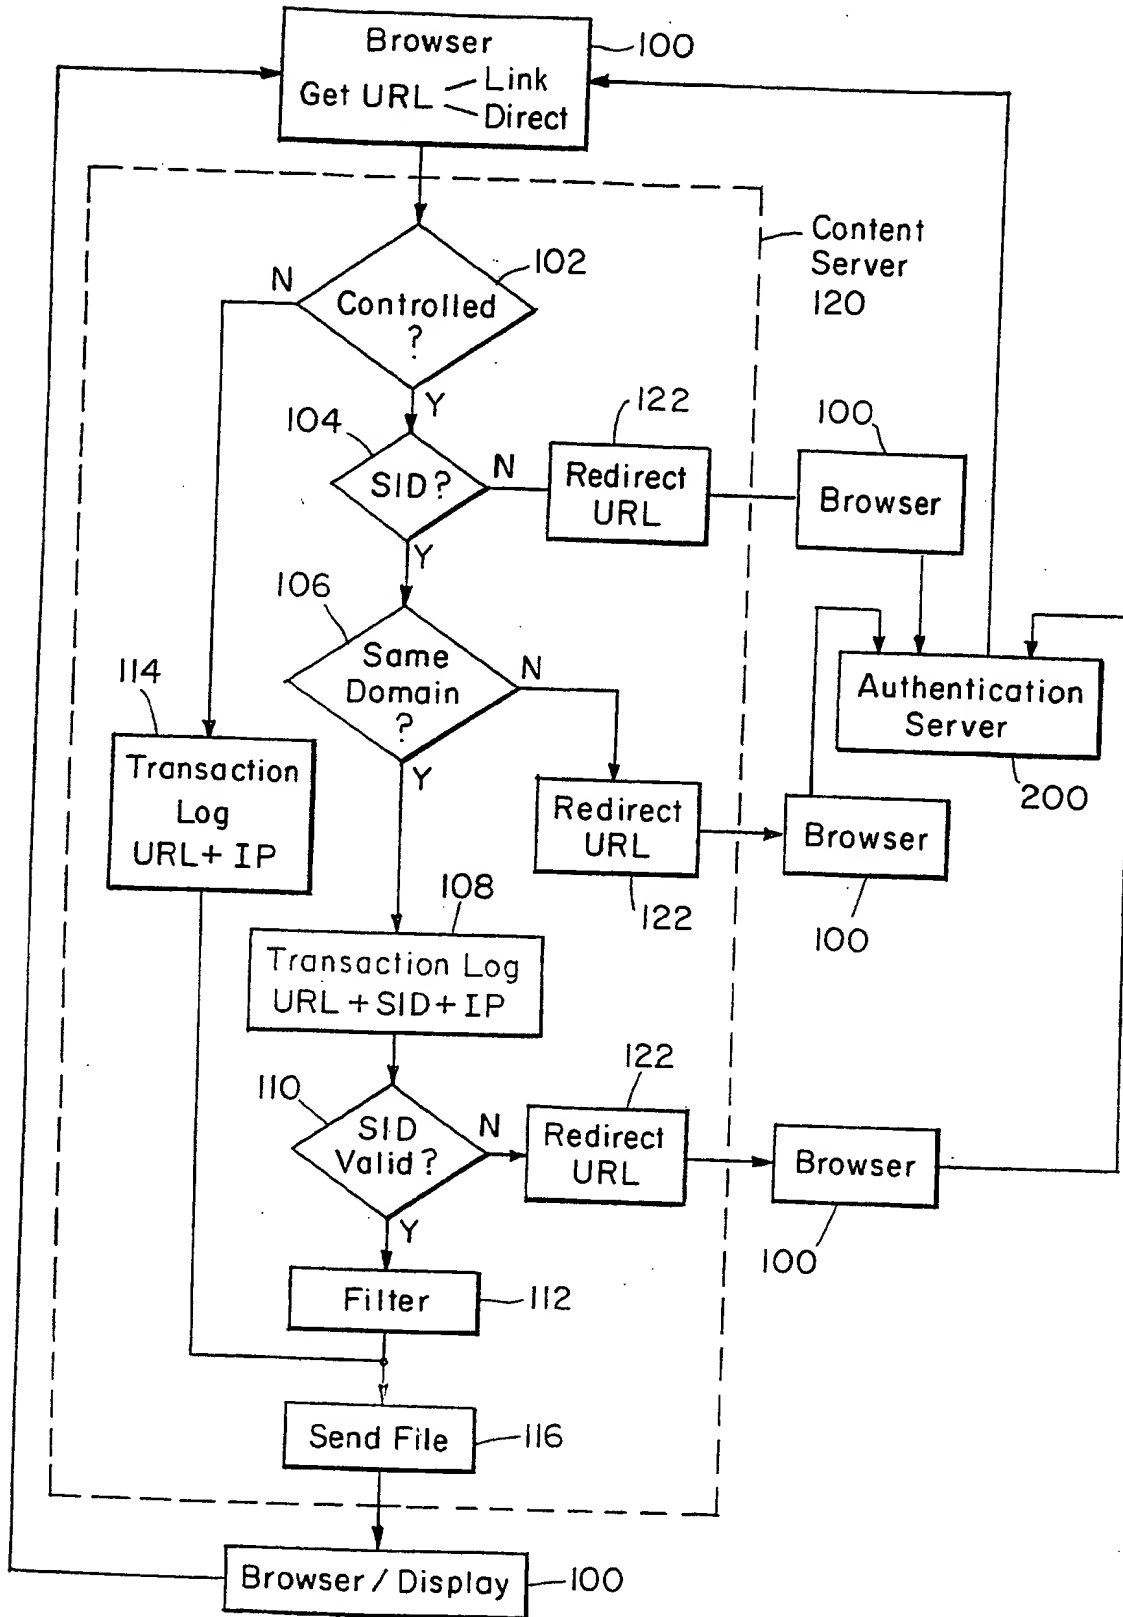 Browser
100
Get URL
Link
Direct
Content
Server
120
102
N
Controlled
?
Y
104
SID?
N
122
Redirect
URL
100
Browser
Y
106
Same
Domain
?
N
Authentication
Server
200
114
Transaction
Log
URL+ IP
Y
Redirect
URL
122
Browser
100
108
Transaction Log
URL + SID + IP
110
SID
Valid?
N
122
Redirect
URL
Browser
100
Y
Filter
112
Send File
116
Browser / Display
100